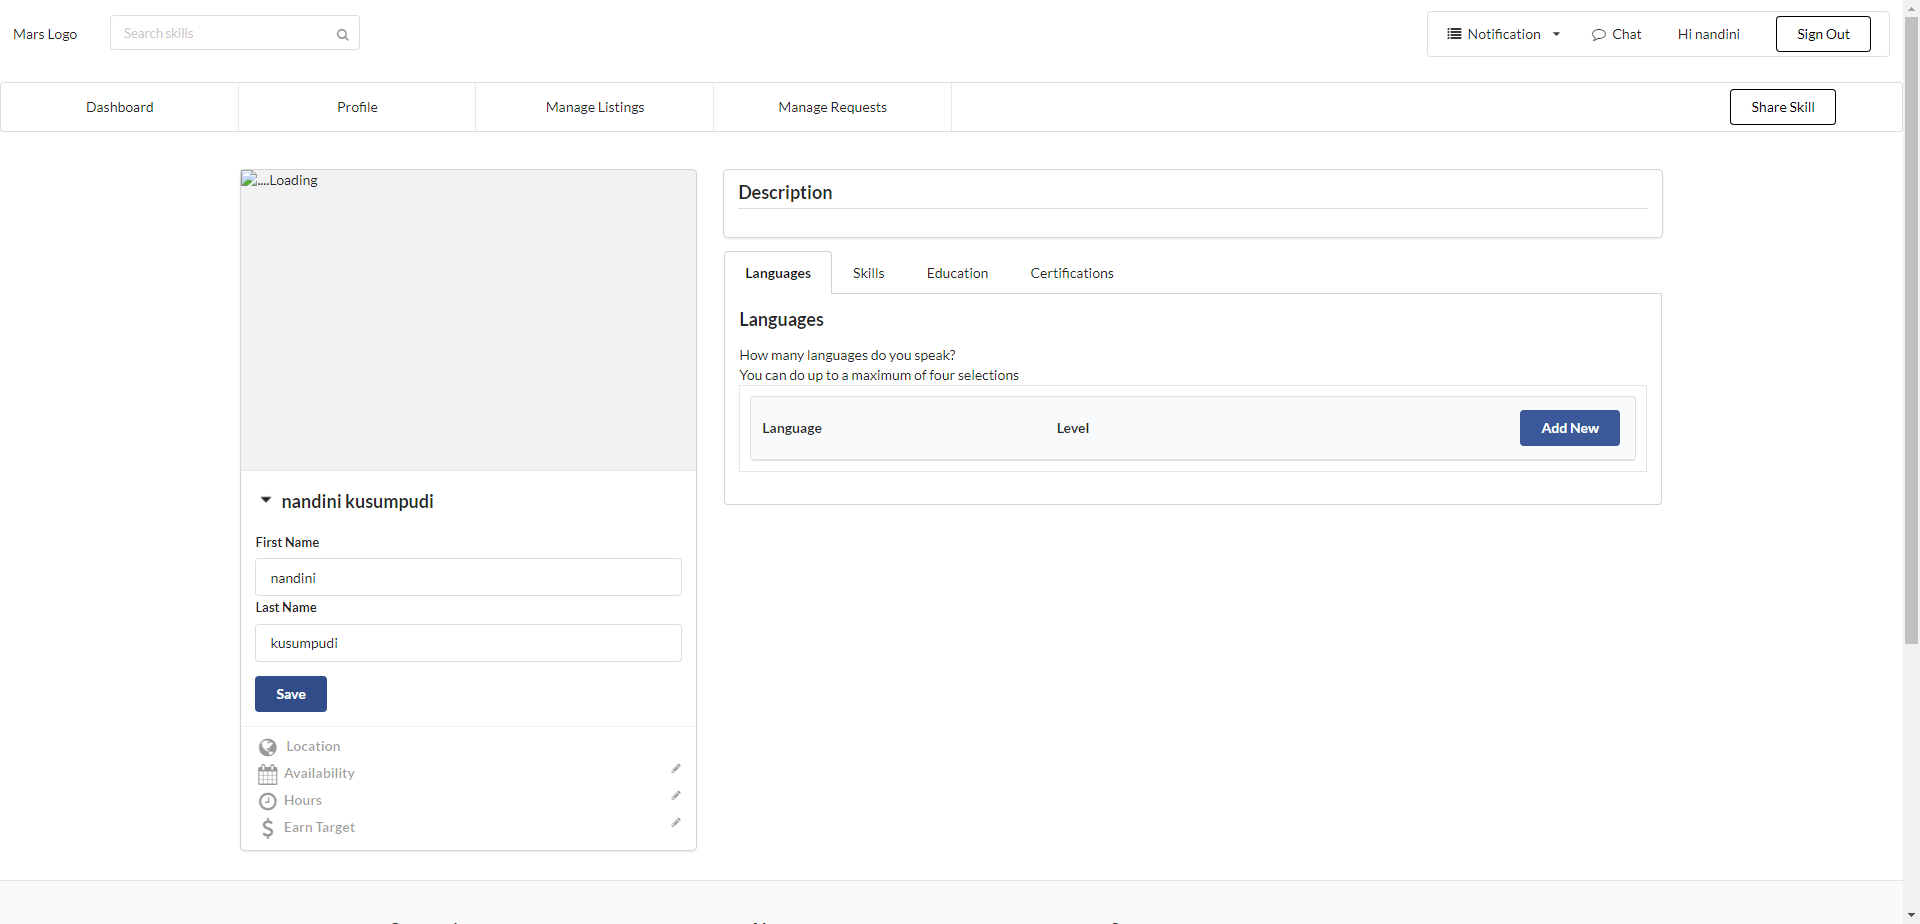 Mars Logo
Search skills
Notification
Chat
Hi nandini
Sign Out
Dashboard
Profile
Manage Listings
Manage Requests
Share Skill
....Loading
nandini kusumpudi
First Name
nandini
Last Name
kusumpudi
Save
Location
Availability
Hours
Earn Target
Description
Languages
Skills
Education
Certifications
Languages
How many languages do you speak?
You can do up to a maximum of four selections
Language
Level
Add New